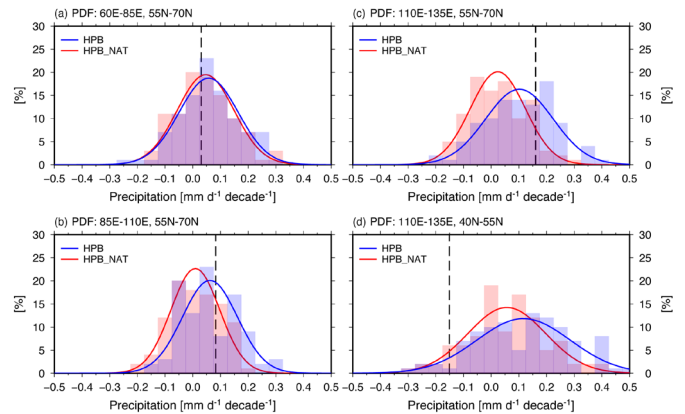 (a) PDF: 60E-85E, 55N-70N
HPB
HPB_NAT
30
25
20
15
10
5
0
-0.5 -0.4 -0.3 -0.2 -0.1 0.0 0.1 0.2 0.3 0.4 0.5
[%]
Precipitation [mm d⁻¹ decade⁻¹]
(c) PDF: 110E-135E, 55N-70N
HPB
HPB_NAT
30
25
20
15
10
5
0
-0.5 -0.4 -0.3 -0.2 -0.1 0.0 0.1 0.2 0.3 0.4 0.5
[%]
Precipitation [mm d⁻¹ decade⁻¹]
(b) PDF: 85E-110E, 55N-70N
HPB
HPB_NAT
30
25
20
15
10
5
0
-0.5 -0.4 -0.3 -0.2 -0.1 0.0 0.1 0.2 0.3 0.4 0.5
[%]
Precipitation [mm d⁻¹ decade⁻¹]
(d) PDF: 110E-135E, 40N-55N
HPB
HPB_NAT
30
25
20
15
10
5
0
-0.5 -0.4 -0.3 -0.2 -0.1 0.0 0.1 0.2 0.3 0.4 0.5
[%]
Precipitation [mm d⁻¹ decade⁻¹]